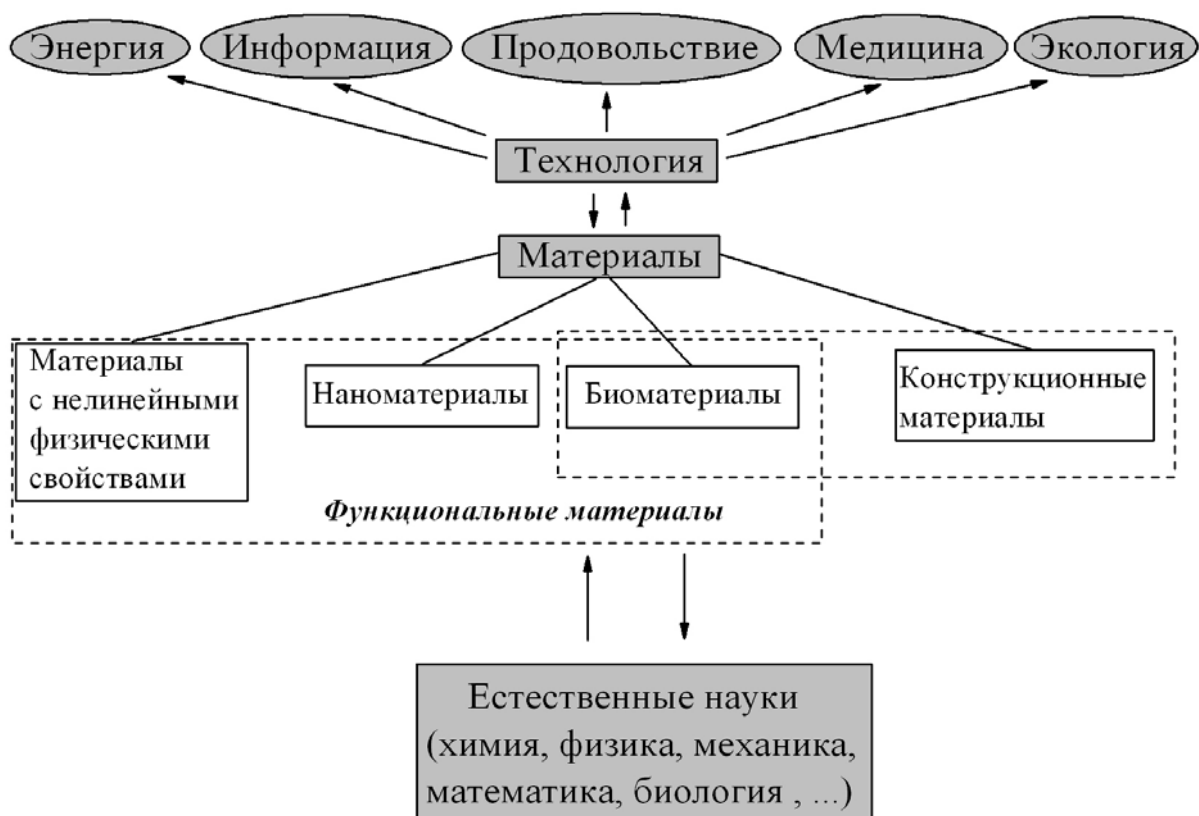 Энергия
Информация
Продовольствие
Медицина
Экология
Технология
Материалы
Материалы
с нелинейными
физическими
свойствами
Наноматериалы
Биоматериалы
Конструкционные
материалы
Функциональные материалы
Естественные науки
(химия, физика, механика,
математика, биология , ...)